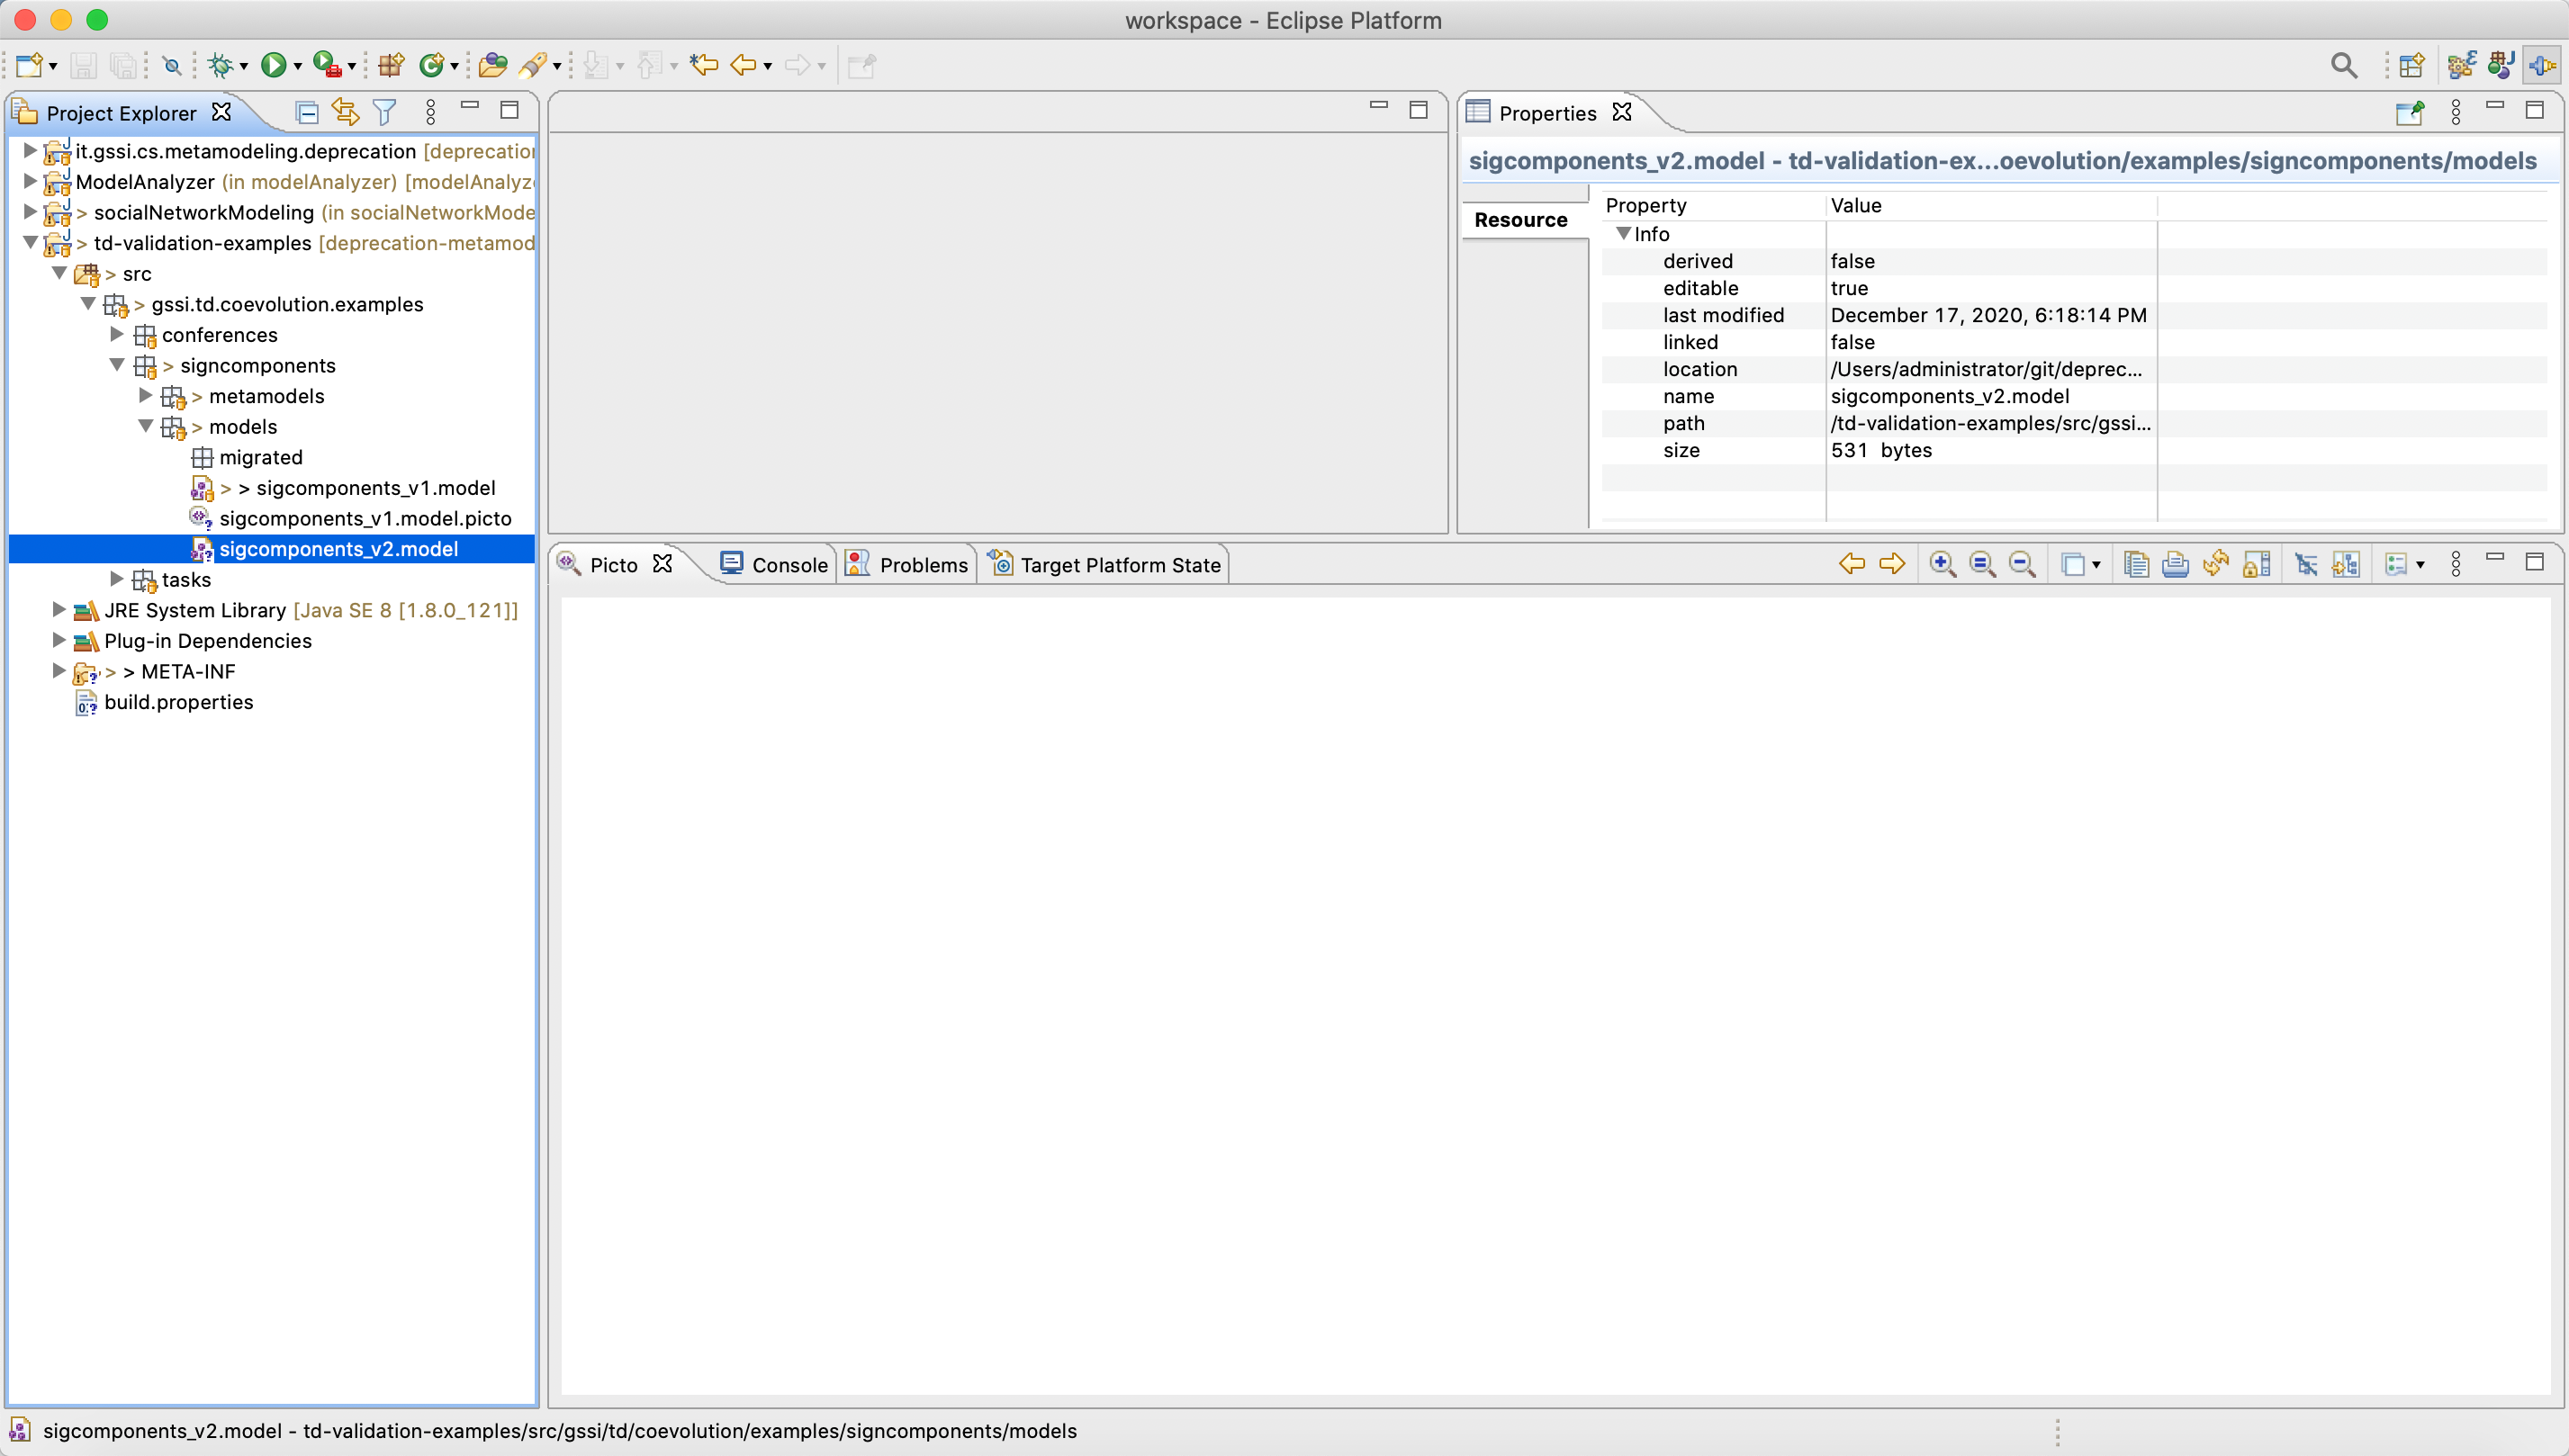 workspace - Eclipse Platform
Project Explorer
it.gssi.cs.metamodeling.deprecation [deprecation
ModelAnalyzer (in modelAnalyzer) [modelAnalyz
> socialNetworkModeling (in socialNetworkMode
> td-validation-examples [deprecation-metamod
> src
> gssi.td.coevolution.examples
conferences
> signcomponents
> metamodels
> models
migrated
> > sigcomponents_v1.model
sigcomponents_v1.model.picto
sigcomponents_v2.model
tasks
JRE System Library [Java SE 8 [1.8.0_121]]
Plug-in Dependencies
> > META-INF
build.properties
Properties
sigcomponents_v2.model - td-validation-ex...oevolution/examples/signcomponents/models
Resource
Property Value
Info
derived false
editable true
last modified December 17, 2020, 6:18:14 PM
linked false
location /Users/administrator/git/deprec...
name sigcomponents_v2.model
path /td-validation-examples/src/gssi...
size 531 bytes
Picto Console Problems Target Platform State
sigcomponents_v2.model - td-validation-examples/src/gssi/td/coevolution/examples/signcomponents/models